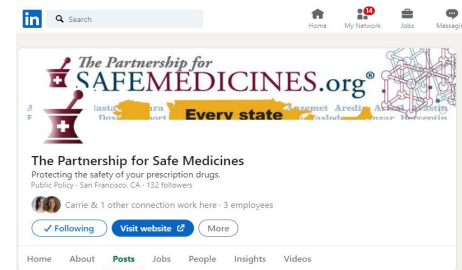 in
Search
14
Home
My Network
Jobs
Messagin
The Partnership for
SAFEMEDICINES.org®
Every state
The Partnership for Safe Medicines
Protecting the safety of your prescription drugs.
Public Policy · San Francisco, CA · 132 followers
Carrie & 1 other connection work here · 3 employees
✓ Following
Visit website
More
Home
About
Posts
Jobs
People
Insights
Videos